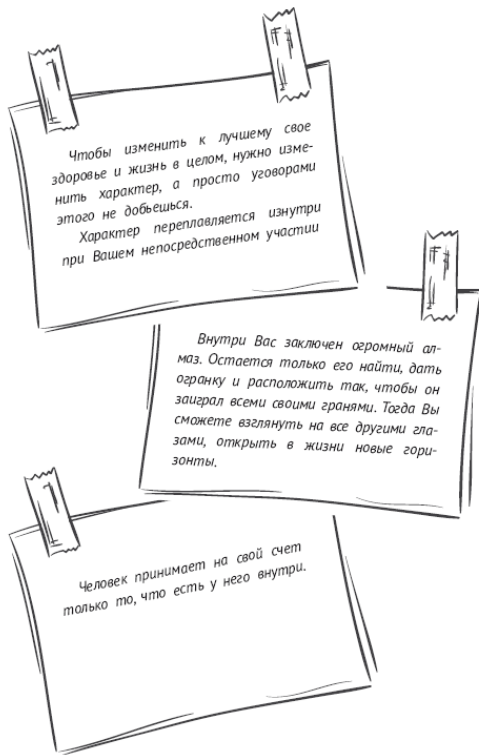 Чтобы изменить к лучшему свое
здоровье и жизнь в целом, нужно изме-
нить характер, а просто уговорами
этого не добьешься.
Характер переплавляется изнутри
при Вашем непосредственном участии
Внутри Вас заключен огромный ал-
маз. Остается только его найти, дать
огранку и расположить так, чтобы он
заиграл всеми своими гранями. Тогда Вы
сможете взглянуть на все другими гла-
зами, открыть в жизни новые гори-
зонты.
Человек принимает на свой счет
только то, что есть у него внутри.